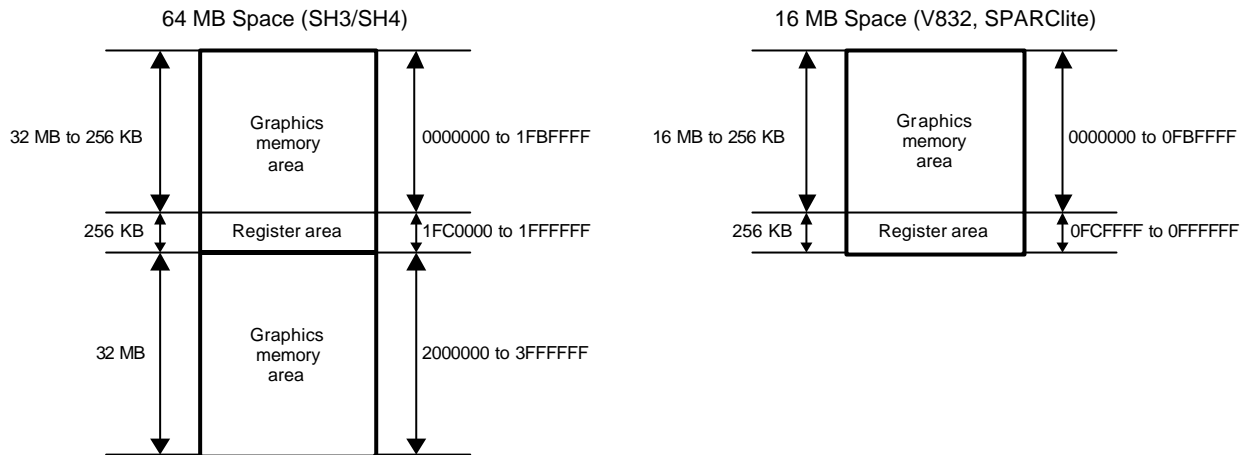 64 MB Space (SH3/SH4)
32 MB to 256 KB
Graphics
memory
area
0000000 to 1FBFFFF
256 KB
Register area
1FC0000 to 1FFFFFF
32 MB
Graphics
memory
area
2000000 to 3FFFFFF
16 MB Space (V832, SPARClite)
16 MB to 256 KB
Graphics
memory
area
0000000 to 0FBFFFF
256 KB
Register area
0FCFFFF to 0FFFFFF